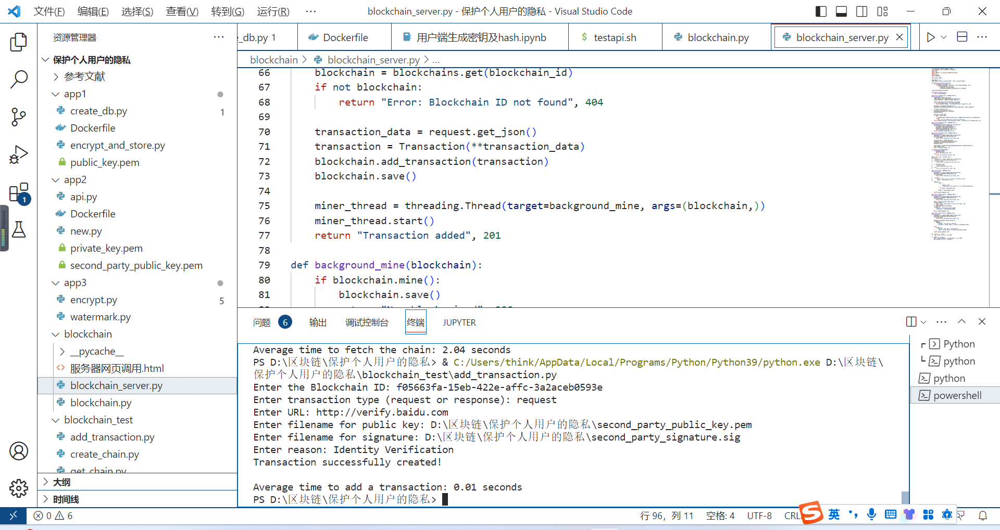 文件(F) 编辑(E) 选择(S) 查看(V) 转到(G) 运行(R) ··· blockchain_server.py - 保护个人用户的隐私 - Visual Studio Code
资源管理器 ···
_db.py 1 Dockerfile 用户端生成密钥及hash.ipynb $ testapi.sh blockchain.py blockchain_server.py
保护个人用户的隐私
参考文献
app1
create_db.py 1
Dockerfile
encrypt_and_store.py
public_key.pem
app2
api.py
Dockerfile
new.py
private_key.pem
second_party_public_key.pem
app3
encrypt.py 5
watermark.py
blockchain
__pycache__
服务器网页调用.html
blockchain_server.py
blockchain.py
blockchain_test
add_transaction.py
create_chain.py
get_chain.py
大纲
时间线
1
blockchain > blockchain_server.py > ...
66 blockchain = blockchains.get(blockchain_id)
67 if not blockchain:
68 return "Error: Blockchain ID not found", 404
69
70 transaction_data = request.get_json()
71 transaction = Transaction(**transaction_data)
72 blockchain.add_transaction(transaction)
73 blockchain.save()
74
75 miner_thread = threading.Thread(target=background_mine, args=(blockchain,))
76 miner_thread.start()
77 return "Transaction added", 201
78
79 def background_mine(blockchain):
80 if blockchain.mine():
81 blockchain.save()
问题 6 输出 调试控制台 终端 JUPYTER
Average time to fetch the chain: 2.04 seconds
PS D:\区块链\保护个人用户的隐私> & C:/Users/think/AppData/Local/Programs/Python/Python39/python.exe D:\区块链\
保护个人用户的隐私\blockchain_test\add_transaction.py
Enter the Blockchain ID: f05663fa-15eb-422e-affc-3a2aceb0593e
Enter transaction type (request or response): request
Enter URL: http://verify.baidu.com
Enter filename for public key: D:\区块链\保护个人用户的隐私\second_party_public_key.pem
Enter filename for signature: D:\区块链\保护个人用户的隐私\second_party_signature.sig
Enter reason: Identity Verification
Transaction successfully created!
Average time to add a transaction: 0.01 seconds
PS D:\区块链\保护个人用户的隐私>
Python
python
python
powershell
0 6 行 96，列 11 空格: 4 UTF-8 CRL
S 英